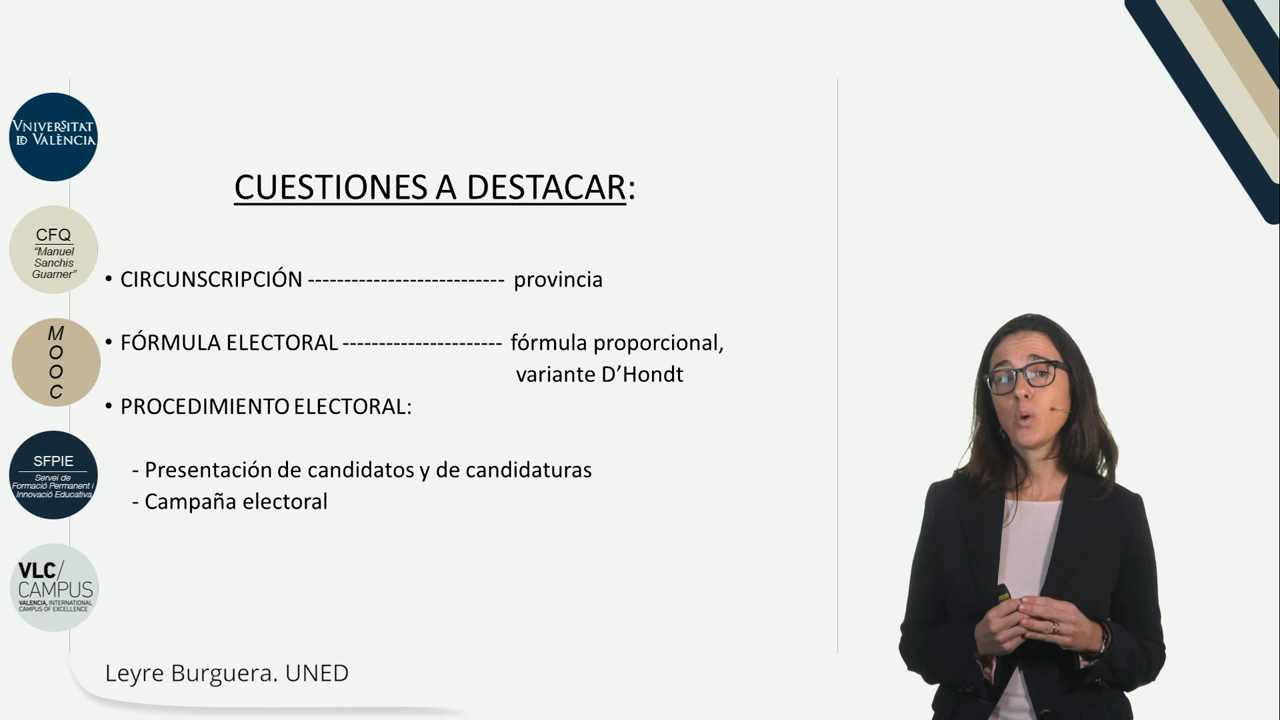 VNIVERSITAT
ID VALÈNCIA
CFQ
“Manuel
Sanchis
Guarner”
M
O
O
C
SFPIE
Servei de
Formació Permanent i
Innovació Educativa
VLC/
CAMPUS
VALENCIA, INTERNATIONAL
CAMPUS OF EXCELLENCE
CUESTIONES A DESTACAR:
• CIRCUNSCRIPCIÓN --------------------------- provincia
• FÓRMULA ELECTORAL ---------------------- fórmula proporcional,
variante D’Hondt
• PROCEDIMIENTO ELECTORAL:
- Presentación de candidatos y de candidaturas
- Campaña electoral
Leyre Burguera. UNED